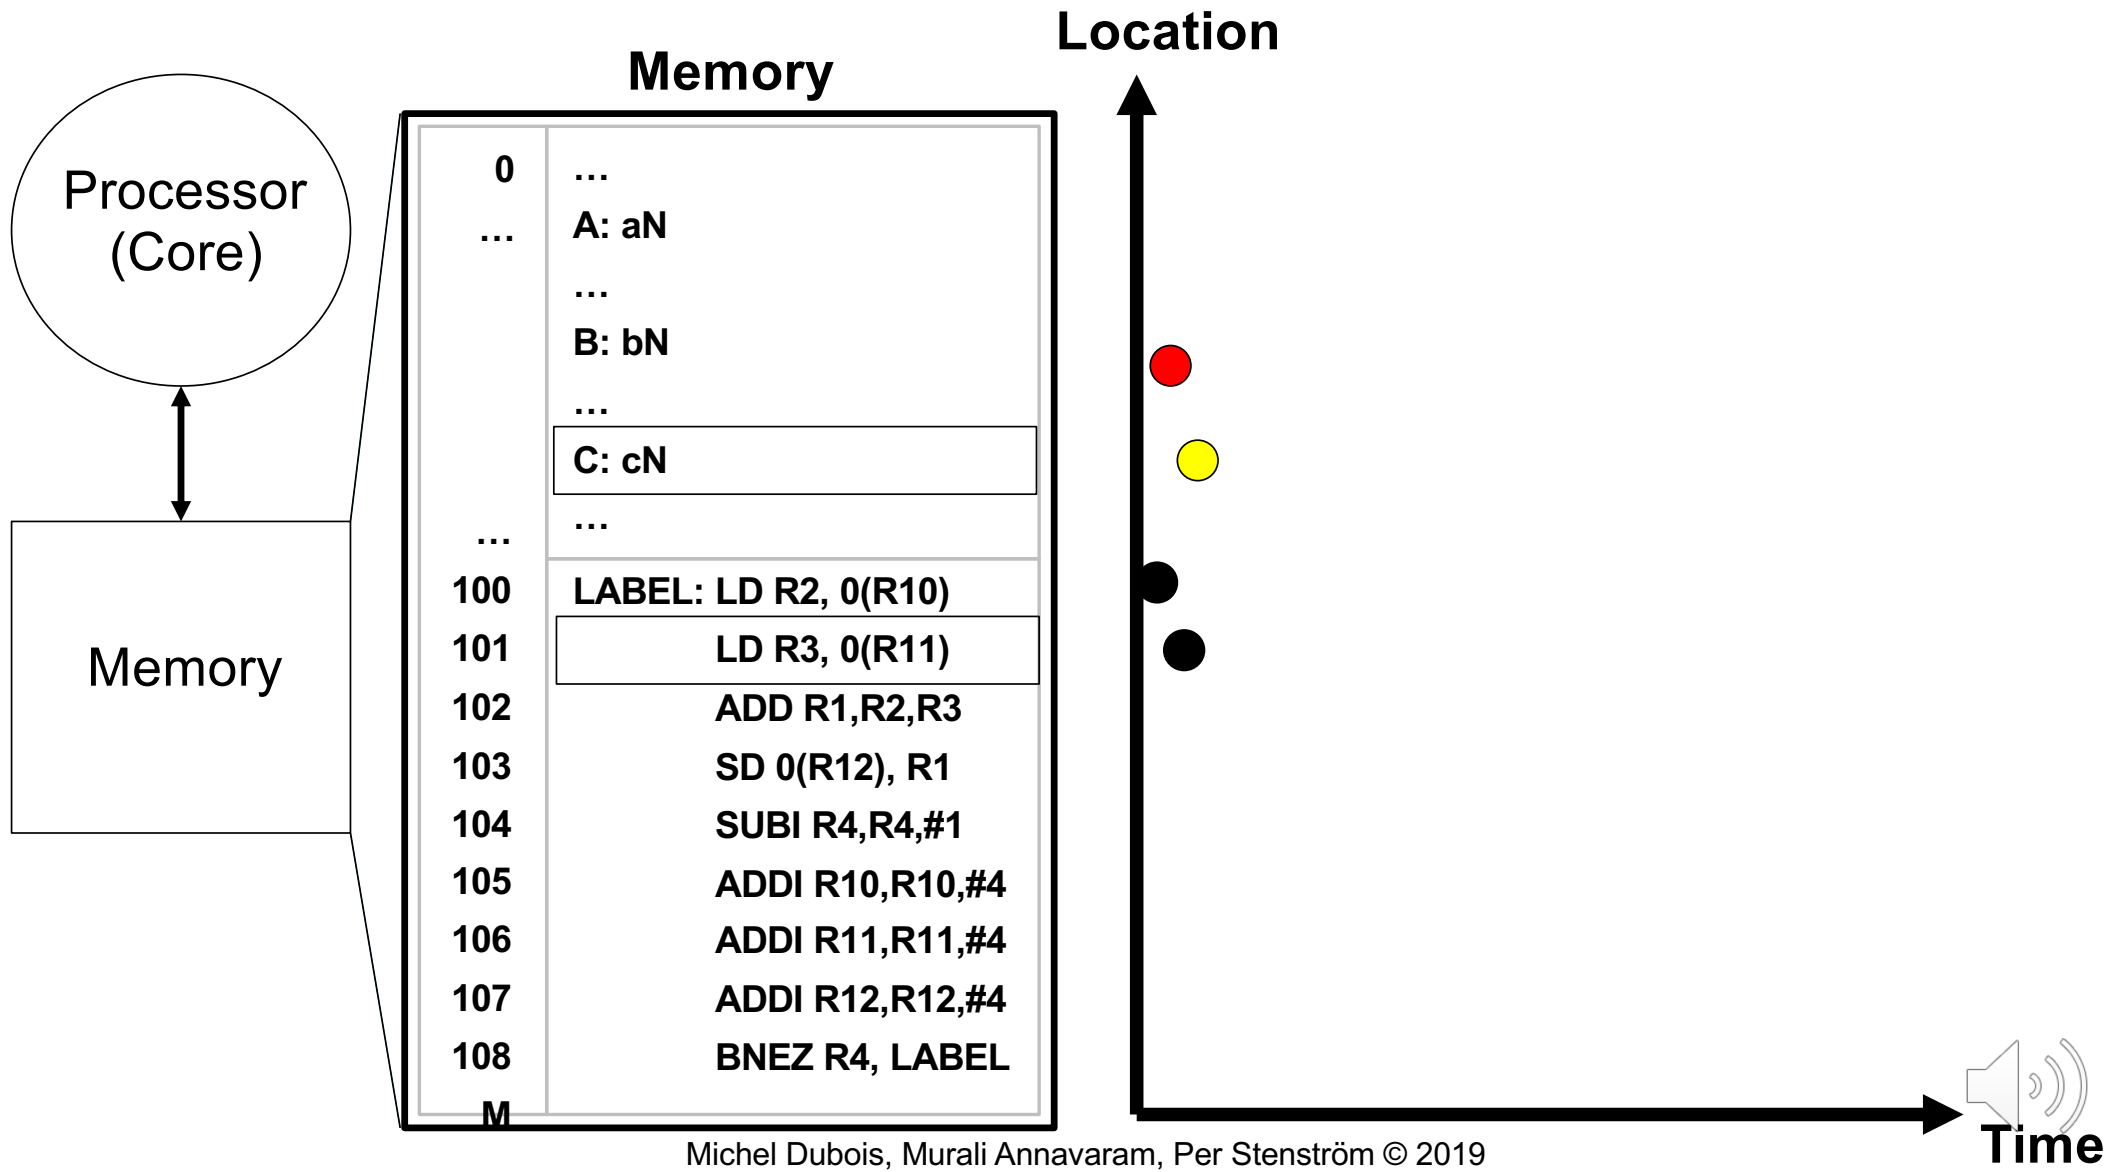 Location
Memory
Processor
(Core)
Memory
0 …
… A: aN
…
B: bN
…
C: cN
…
…
100 LABEL: LD R2, 0(R10)
101 LD R3, 0(R11)
102 ADD R1,R2,R3
103 SD 0(R12), R1
104 SUBI R4,R4,#1
105 ADDI R10,R10,#4
106 ADDI R11,R11,#4
107 ADDI R12,R12,#4
108 BNEZ R4, LABEL
M
Time
Michel Dubois, Murali Annavaram, Per Stenström © 2019